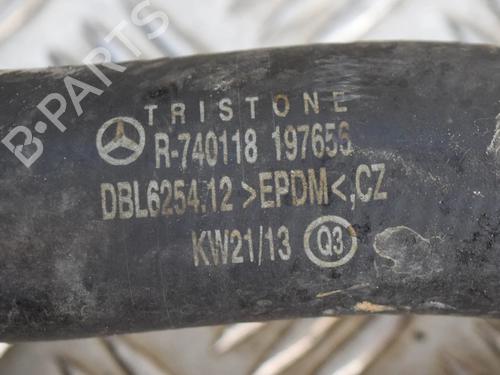 TRISTONE
R-740118 197656
DBL6254.12 >EPDM<,CZ
KW21/13 Q3
B-Parts